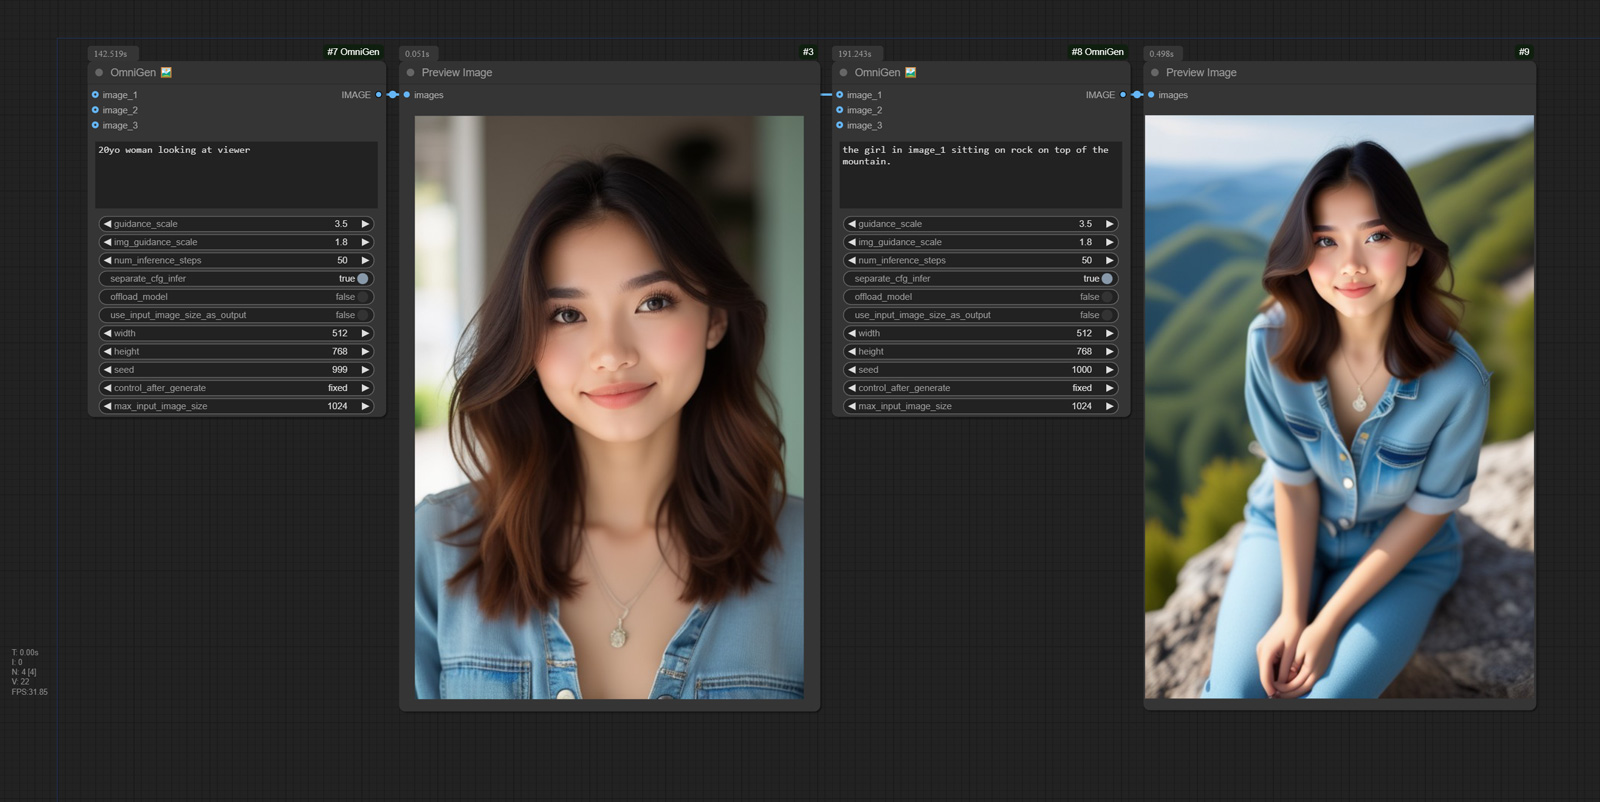 142.519s
#7 OmniGen
OmniGen
image_1
IMAGE
image_2
image_3
20yo woman looking at viewer
guidance_scale 3.5
img_guidance_scale 1.8
num_inference_steps 50
separate_cfg_infer true
offload_model false
use_input_image_size_as_output false
width 512
height 768
seed 999
control_after_generate fixed
max_input_image_size 1024
0.051s
#3
Preview Image
images
191.243s
#8 OmniGen
OmniGen
image_1
IMAGE
image_2
image_3
the girl in image_1 sitting on rock on top of the
mountain.
guidance_scale 3.5
img_guidance_scale 1.8
num_inference_steps 50
separate_cfg_infer true
offload_model false
use_input_image_size_as_output false
width 512
height 768
seed 1000
control_after_generate fixed
max_input_image_size 1024
0.498s
#9
Preview Image
images
T: 0.00s
I: 0
N: 4 [4]
V: 22
FPS:31.85